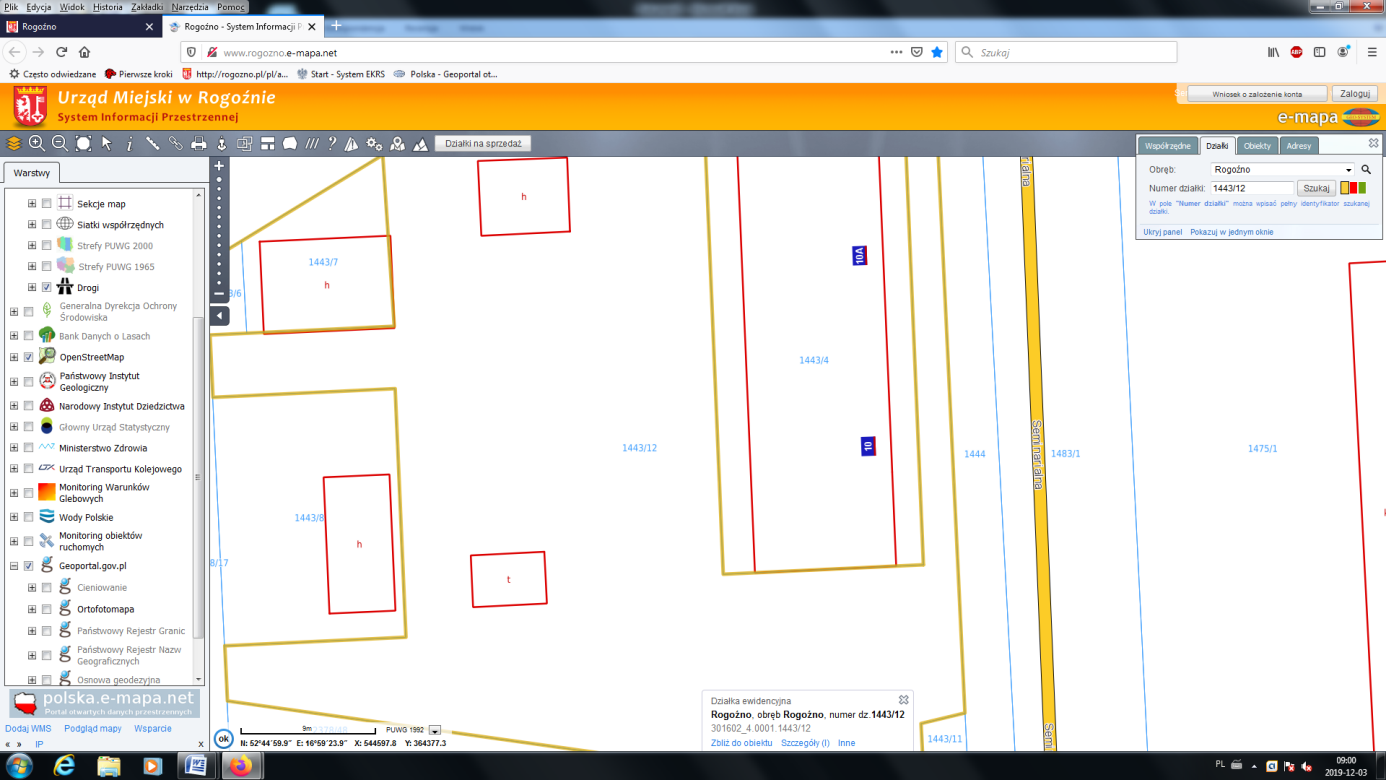 Plik Edycja Widok Historia Zakładki Narzędzia Pomoc
Rogoźno
Rogoźno - System Informacji P
www.rogozno.e-mapa.net
Szukaj
Często odwiedzane Pierwsze kroki http://rogozno.pl/pl/a... Start - System EKRS Polska - Geoportal ot...
Urząd Miejski w Rogoźnie
System Informacji Przestrzennej
Wniosek o założenie konta
Zaloguj
e-mapa
Działki na sprzedaż
Współrzędne Działki Obiekty Adresy
Obręb: Rogoźno
Numer działki: 1443/12 Szukaj
W pole "Numer działki" można wpisać pełny identyfikator szukanej
działki.
Ukryj panel Pokazuj w jednym oknie
Warstwy
Sekcje map
Siatki współrzędnych
Strefy PUWG 2000
Strefy PUWG 1965
Drogi
Generalna Dyrekcja Ochrony
Środowiska
Bank Danych o Lasach
OpenStreetMap
Państwowy Instytut
Geologiczny
Narodowy Instytut Dziedzictwa
Główny Urząd Statystyczny
Ministerstwo Zdrowia
Urząd Transportu Kolejowego
Monitoring Warunków
Glebowych
Wody Polskie
Monitoring obiektów
ruchomych
Geoportal.gov.pl
Cieniowanie
Ortofotomapa
Państwowy Rejestr Granic
Państwowy Rejestr Nazw
Geograficznych
Osnowa geodezyjna
polska.e-mapa.net
Portal otwartych danych przestrzennych
Dodaj WMS Podgląd mapy Wsparcie
« » IP x
h
1443/7
h
3/6
10A
1443/4
1443/12
10
1444
Seminarialna
1483/1
1475/1
1443/8
h
8/17
t
1443/11
Działka ewidencyjna
Rogoźno, obręb Rogoźno, numer dz.1443/12
301602_4.0001.1443/12
Zbliż do obiektu Szczegóły (I) Inne
ok
9m
PUWG 1992
N: 52°44′59.9″ E: 16°59′23.9″ X: 544597.8 Y: 364377.3
PL
09:00
2019-12-03